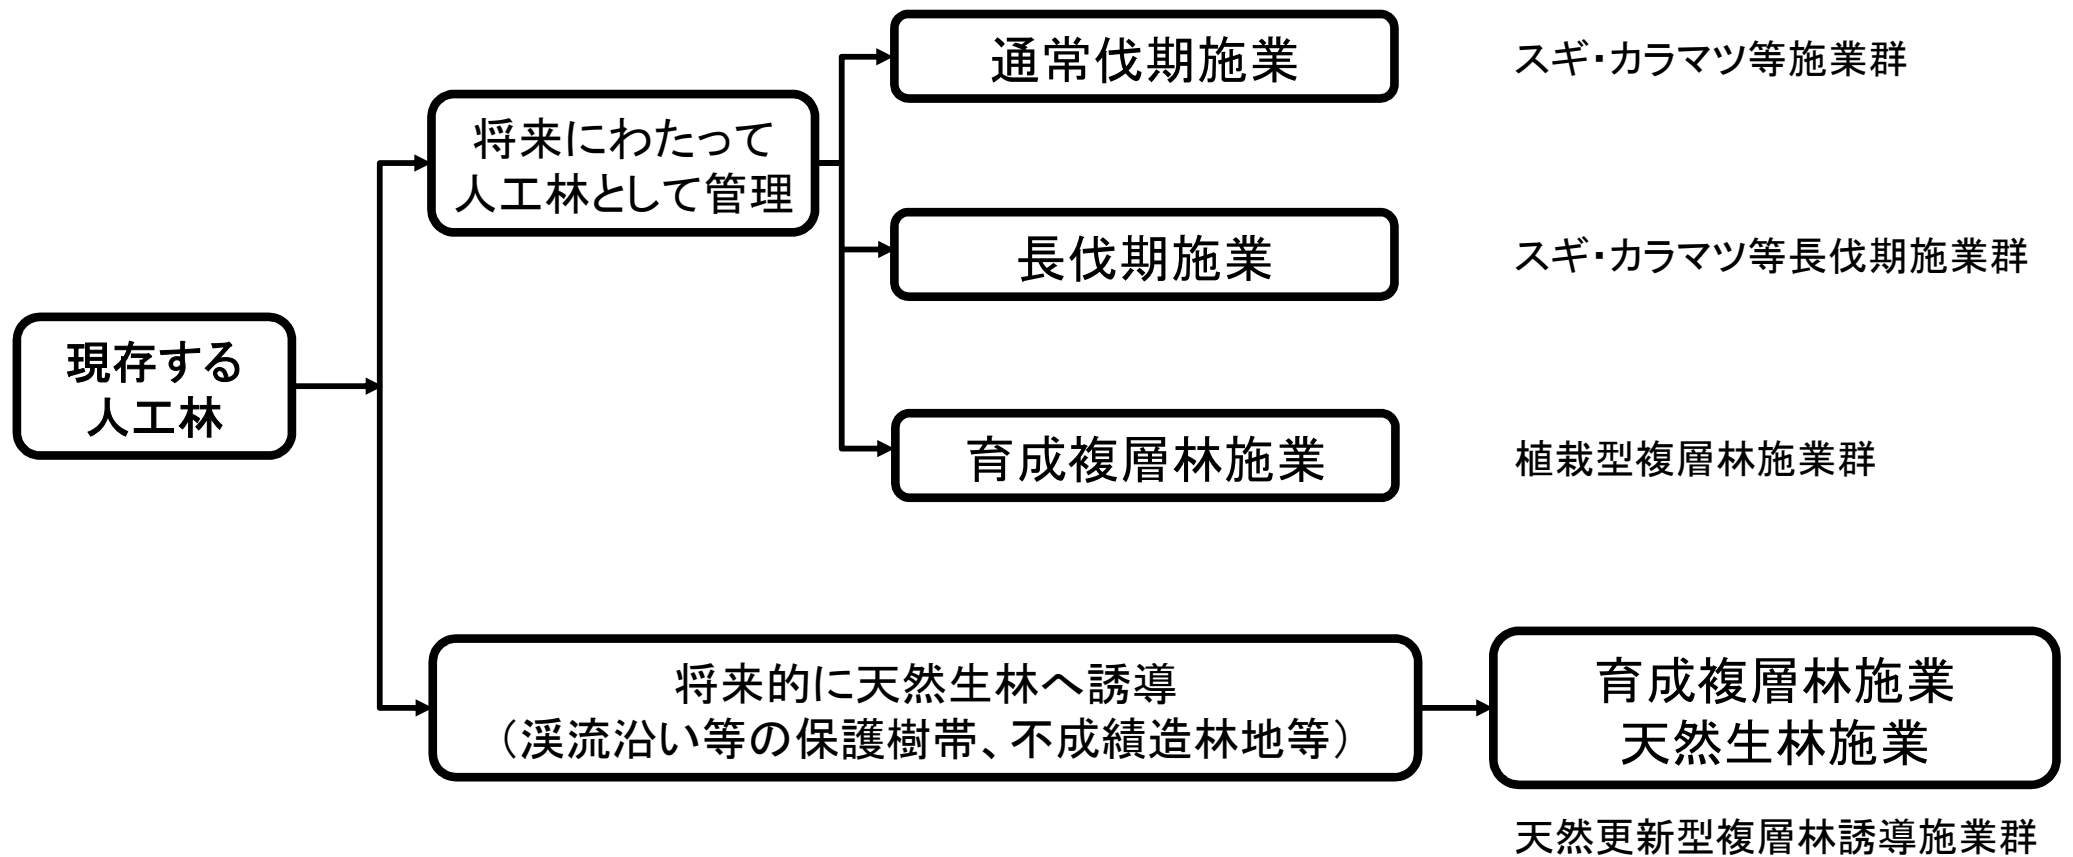 通常伐期施業
スギ・カラマツ等施業群
将来にわたって
人工林として管理
長伐期施業
スギ・カラマツ等長伐期施業群
現存する
人工林
育成複層林施業
植栽型複層林施業群
将来的に天然生林へ誘導
（渓流沿い等の保護樹帯、不成績造林地等）
育成複層林施業
天然生林施業
天然更新型複層林誘導施業群